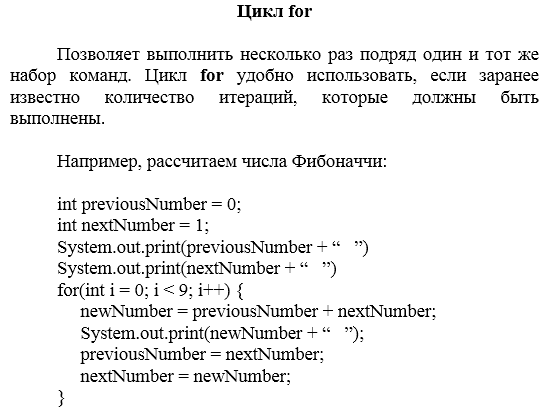 Цикл for
Позволяет выполнить несколько раз подряд один и тот же
набор команд. Цикл for удобно использовать, если заранее
известно количество итераций, которые должны быть
выполнены.
Например, рассчитаем числа Фибоначчи:
int previousNumber = 0;
int nextNumber = 1;
System.out.print(previousNumber + “   ”)
System.out.print(nextNumber + “   ”)
for(int i = 0; i < 9; i++) {
newNumber = previousNumber + nextNumber;
System.out.print(newNumber + “   ”);
previousNumber = nextNumber;
nextNumber = newNumber;
}